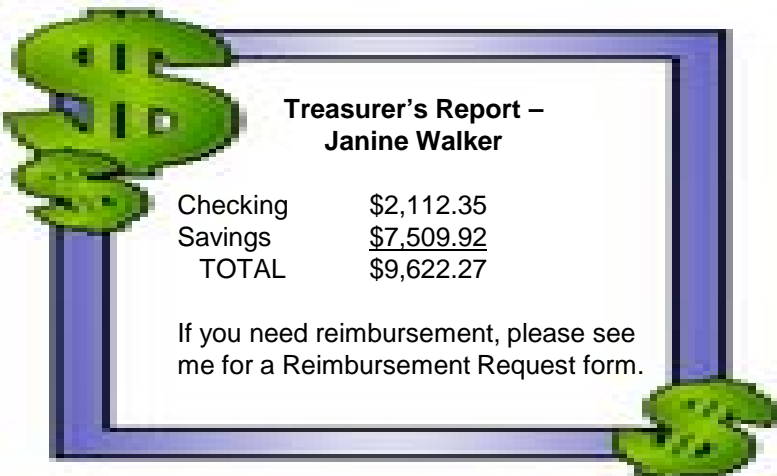 Treasurer’s Report –
Janine Walker
Checking $2,112.35
Savings $7,509.92
TOTAL $9,622.27
If you need reimbursement, please see
me for a Reimbursement Request form.